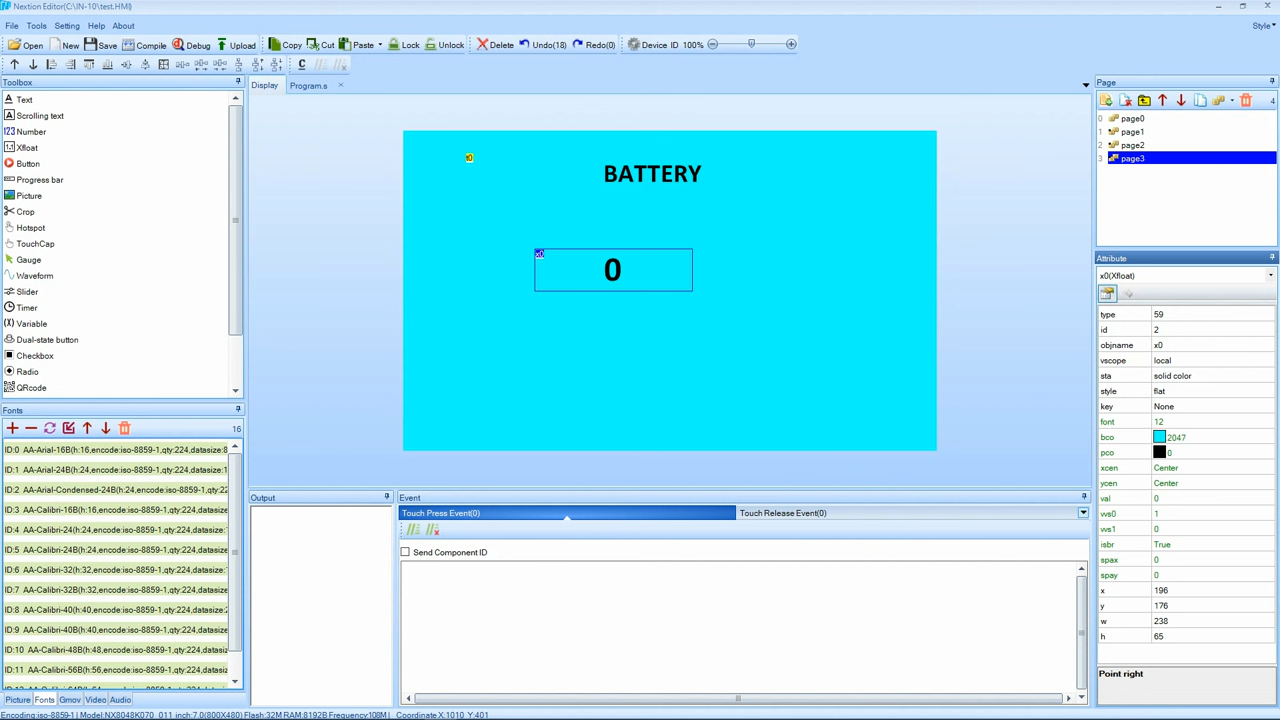 Nextion Editor(C:\IN-10\test.HMI)
File Tools Setting Help About Style
Open New Save Compile Debug Upload Copy Cut Paste Lock Unlock Delete Undo(18) Redo(0) Device ID 100%
C
Toolbox
Text
Scrolling text
123 Number
Xfloat
Button
Progress bar
Picture
Crop
Hotspot
TouchCap
Gauge
Waveform
Slider
Timer
(X) Variable
Dual-state button
Checkbox
Radio
QRcode
Fonts
16
ID:0 AA-Arial-16B(h:16,encode:iso-8859-1,qty:224,datasize:8
ID:1 AA-Arial-24B(h:24,encode:iso-8859-1,qty:224,datasize:1
ID:2 AA-Arial-Condensed-24B(h:24,encode:iso-8859-1,qty:224,
ID:3 AA-Calibri-16B(h:16,encode:iso-8859-1,qty:224,datasize:
ID:4 AA-Calibri-24(h:24,encode:iso-8859-1,qty:224,datasize:
ID:5 AA-Calibri-24B(h:24,encode:iso-8859-1,qty:224,datasize:
ID:6 AA-Calibri-32(h:32,encode:iso-8859-1,qty:224,datasize:
ID:7 AA-Calibri-32B(h:32,encode:iso-8859-1,qty:224,datasize:
ID:8 AA-Calibri-40(h:40,encode:iso-8859-1,qty:224,datasize:
ID:9 AA-Calibri-40B(h:40,encode:iso-8859-1,qty:224,datasize:
ID:10 AA-Calibri-48B(h:48,encode:iso-8859-1,qty:224,datasize
ID:11 AA-Calibri-56B(h:56,encode:iso-8859-1,qty:224,datasize
Picture Fonts Gmov Video Audio
Display Program.s
t0
BATTERY
x0
0
Output
Event
Touch Press Event(0) Touch Release Event(0)
Send Component ID
Page
4
0 page0
1 page1
2 page2
3 page3
Attribute
x0(Xfloat)
type 59
id 2
objname x0
vscope local
sta solid color
style flat
key None
font 12
bco 2047
pco 0
xcen Center
ycen Center
val 0
vvs0 1
vvs1 0
isbr True
spax 0
spay 0
x 196
y 176
w 238
h 65
Point right
Encoding:iso-8859-1 Model:NX8048K070_011 inch:7.0(800X480) Flash:32M RAM:8192B Frequency:108M Coordinate X:1010 Y:401